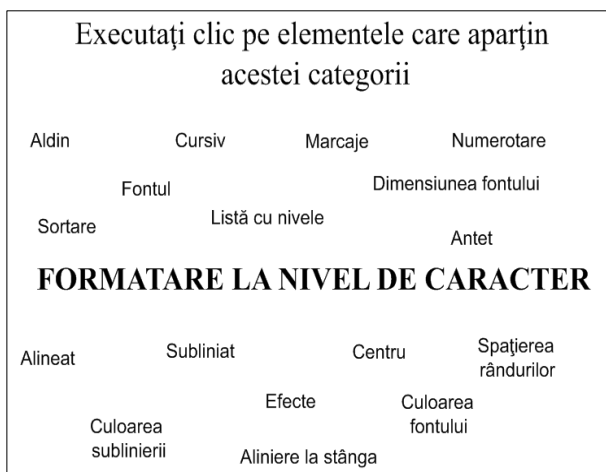 Executaţi clic pe elementele care aparţin
acestei categorii
Aldin
Cursiv
Marcaje
Numerotare
Fontul
Dimensiunea fontului
Sortare
Listă cu nivele
Antet
FORMATARE LA NIVEL DE CARACTER
Alineat
Subliniat
Centru
Spaţierea
rândurilor
Efecte
Culoarea
fontului
Culoarea
sublinierii
Aliniere la stânga